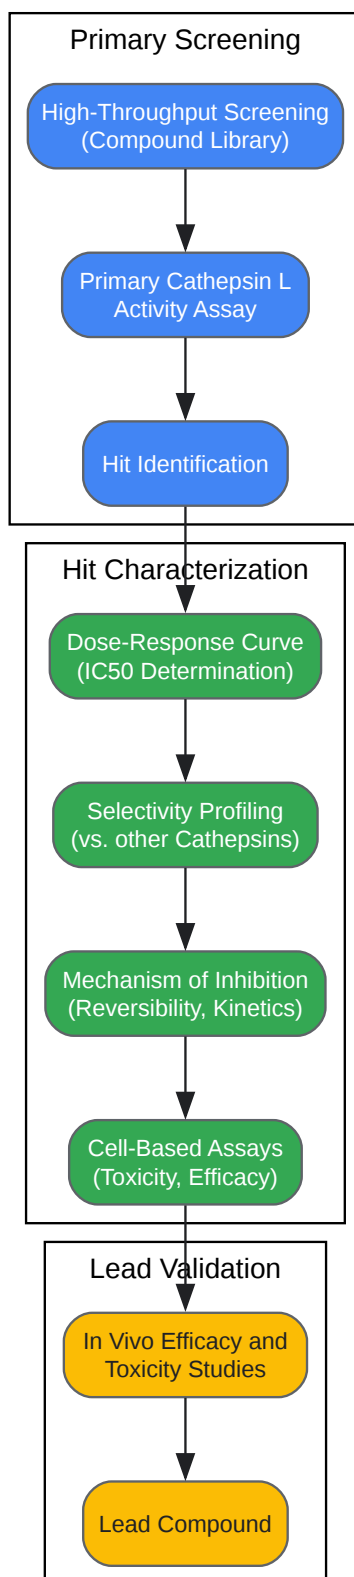 Primary Screening
High-Throughput Screening
(Compound Library)
Primary Cathepsin L
Activity Assay
Hit Identification
Hit Characterization
Dose-Response Curve
(IC50 Determination)
Selectivity Profiling
(vs. other Cathepsins)
Mechanism of Inhibition
(Reversibility, Kinetics)
Cell-Based Assays
(Toxicity, Efficacy)
Lead Validation
In Vivo Efficacy and
Toxicity Studies
Lead Compound